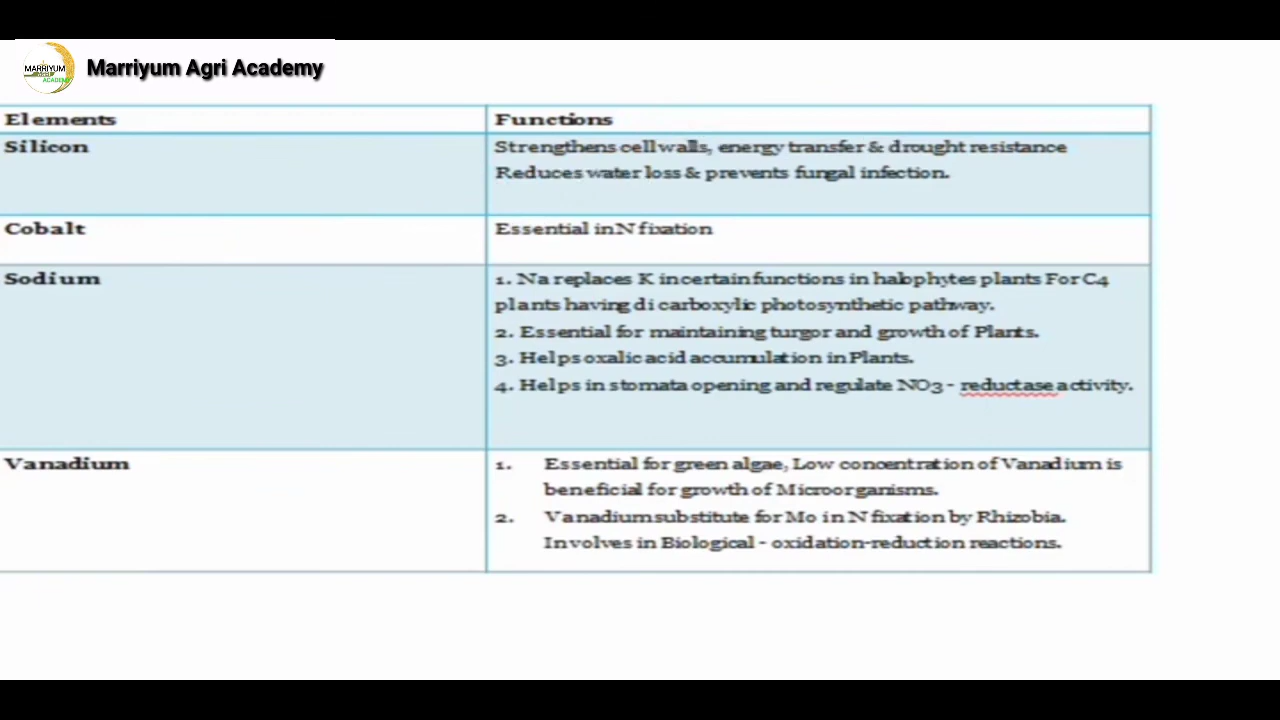 MARRIYUM
AGRI
ACADEMY
Marriyum Agri Academy
Elements
Functions
Silicon
Strengthens cell walls, energy transfer & drought resistance
Reduces water loss & prevents fungal infection.
Cobalt
Essential in N fixation
Sodium
1. Na replaces K in certain functions in halophytes plants For C4
plants having di carboxylic photosynthetic pathway.
2. Essential for maintaining turgor and growth of Plants.
3. Helps oxalic acid accumulation in Plants.
4. Helps in stomata opening and regulate NO3 - reductase activity.
Vanadium
1. Essential for green algae, Low concentration of Vanadium is
beneficial for growth of Microorganisms.
2. Vanadium substitute for Mo in N fixation by Rhizobia.
Involves in Biological - oxidation-reduction reactions.